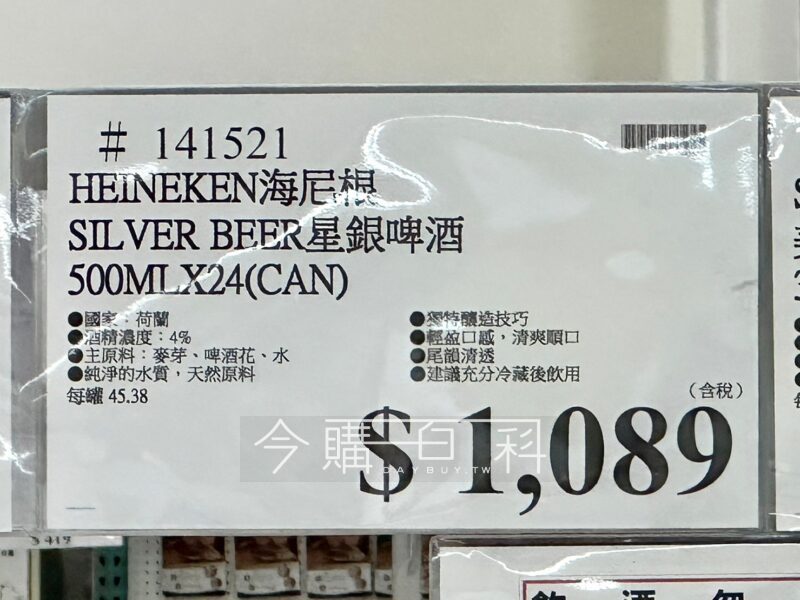 # 141521
HEINEKEN海尼根
SILVER BEER星銀啤酒
500MLX24(CAN)
●國家：荷蘭
●酒精濃度：4%
●主原料：麥芽、啤酒花、水
●純淨的水質，天然原料
每罐 45.38
●獨特釀造技巧
●輕盈口感，清爽順口
●尾韻清透
●建議充分冷藏後飲用
（含稅）
$ 1,089
今購百科
DAYBUY.TW
$ 419